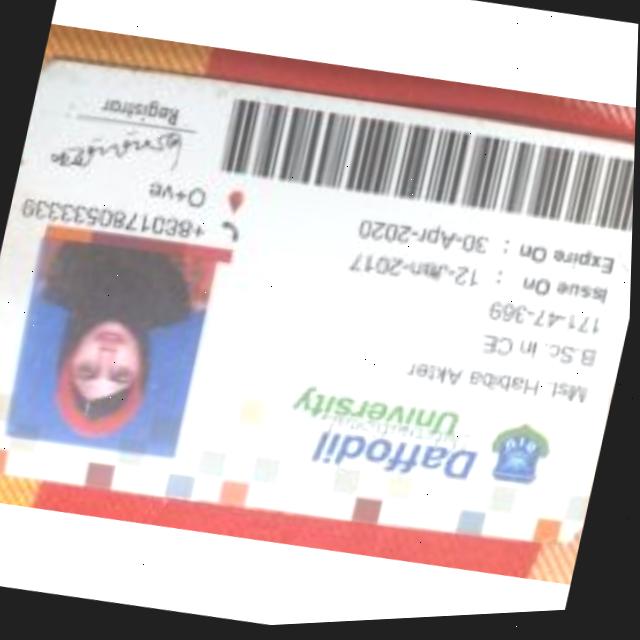 Daffodil
International
University
Mst. Habiba Akter
B.Sc. in CE
171-47-369
Issue On : 12-Jan-2017
Expire On : 30-Apr-2020
+8801780533339
O+ve
Registrar